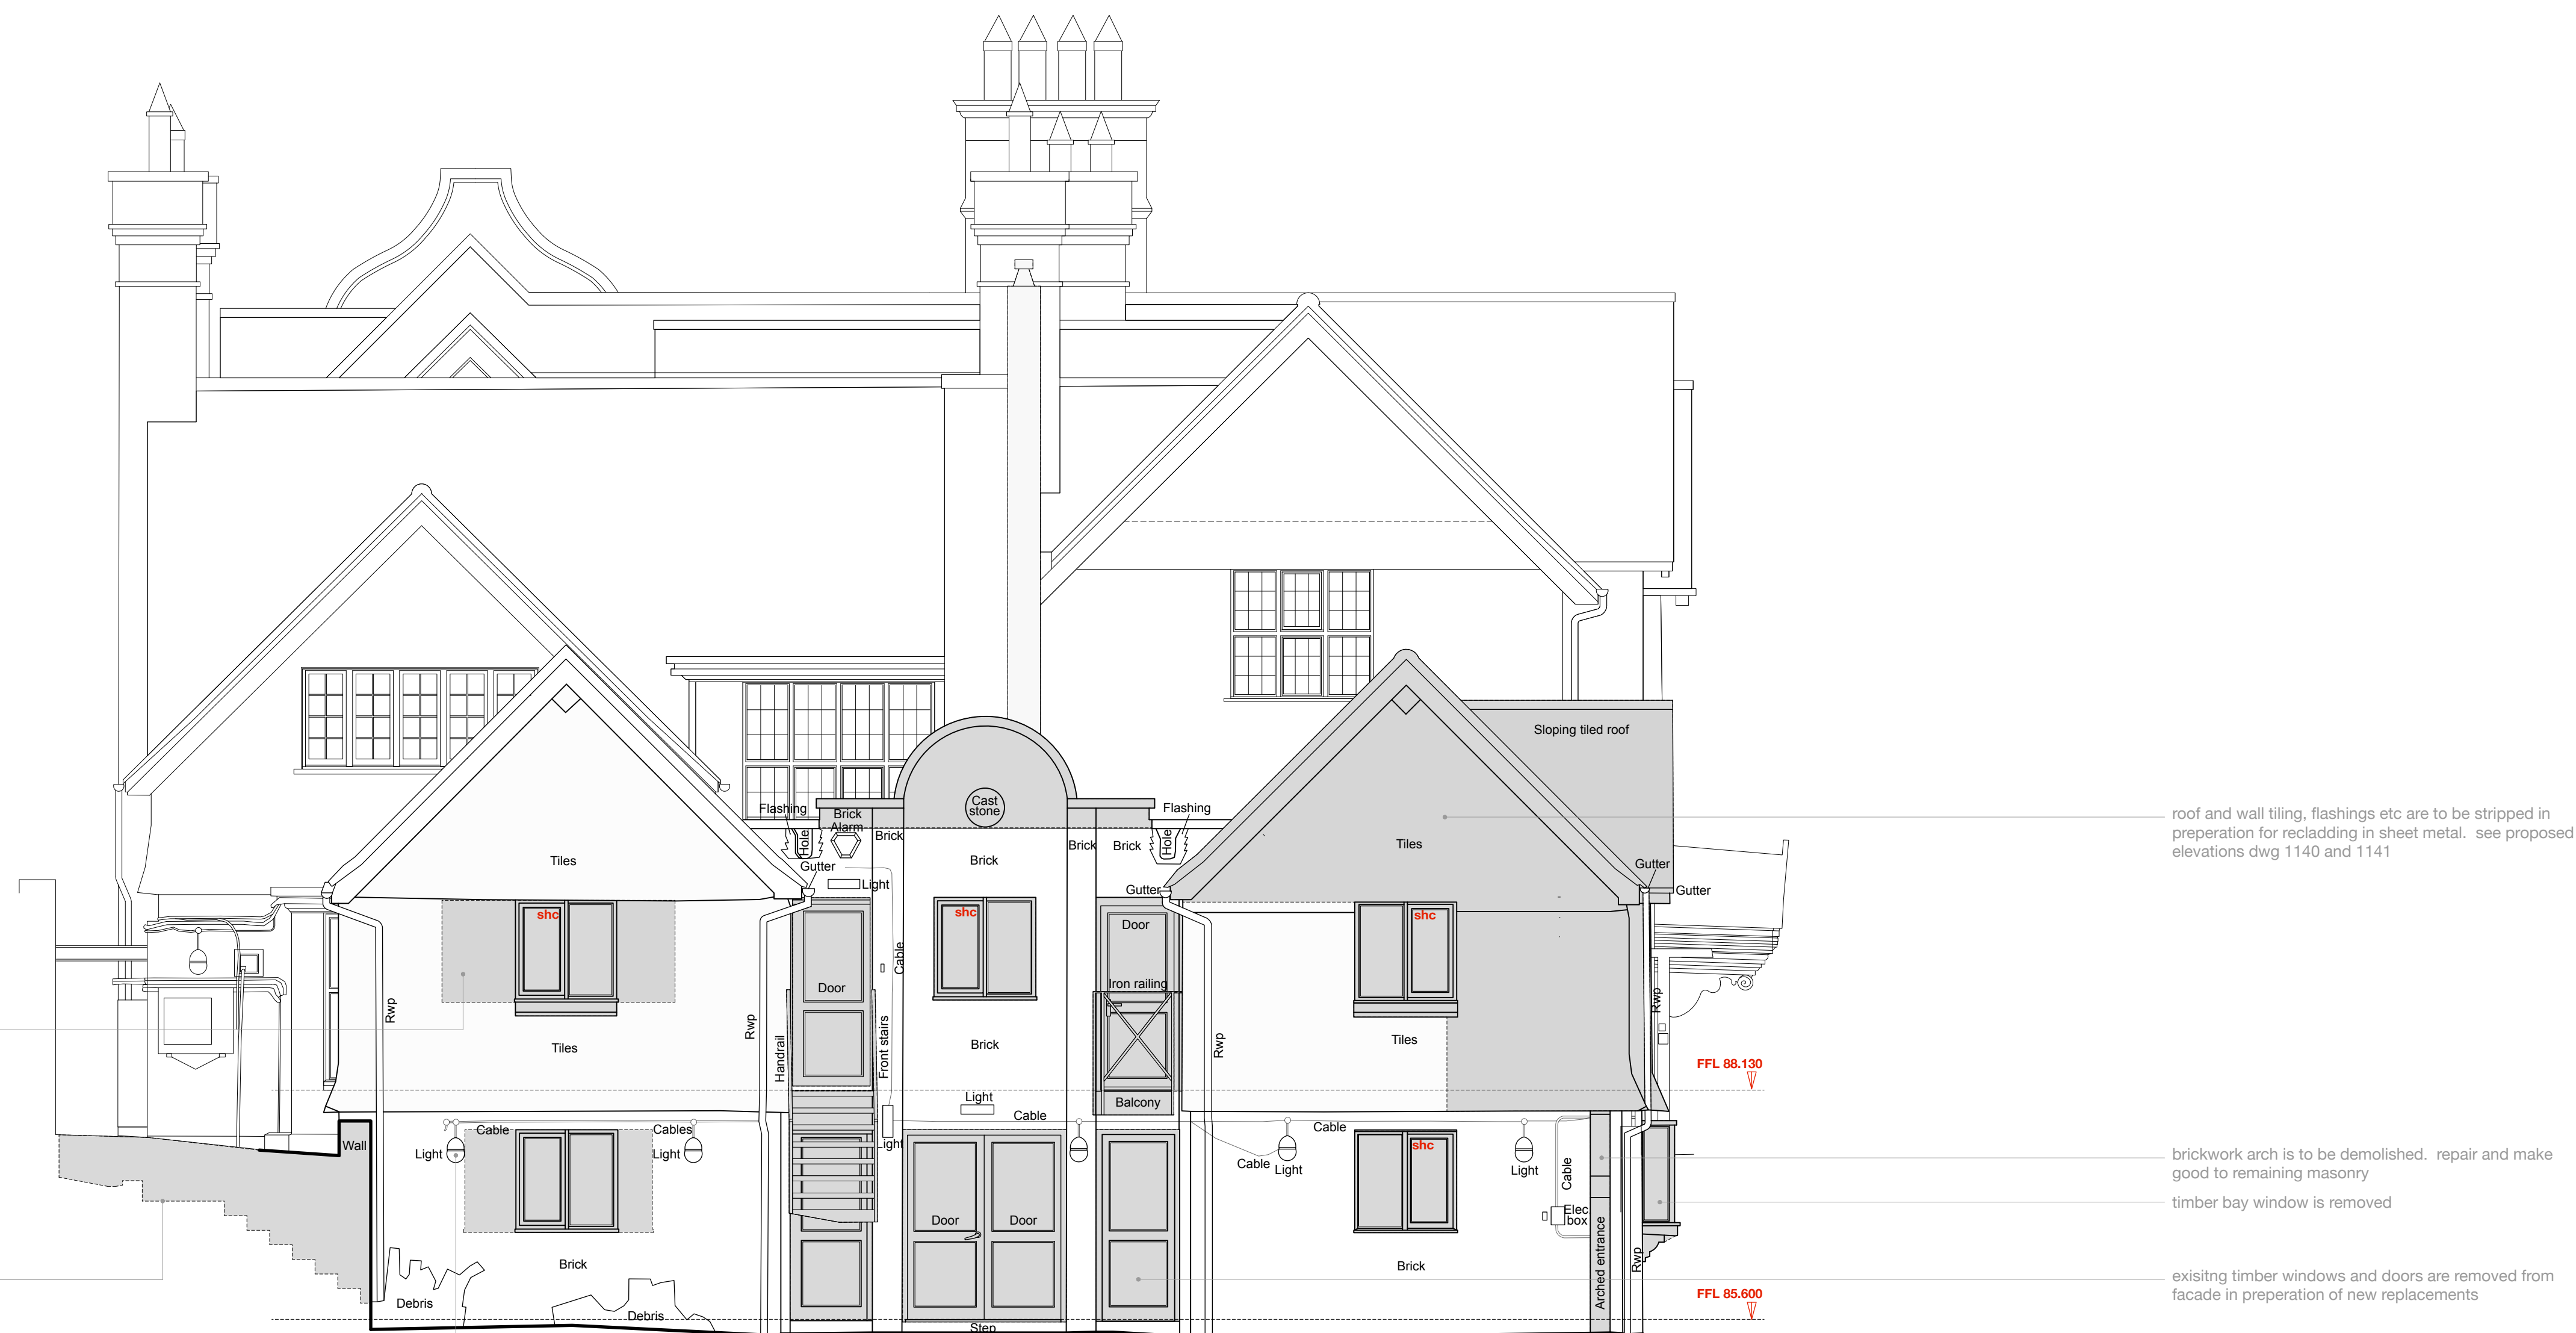 Sloping tiled roof
Flashing
Brick
Alarm
Hole
Brick
Cast
stone
Flashing
Hole
roof and wall tiling, flashings etc are to be stripped in
preperation for recladding in sheet metal. see proposed
elevations dwg 1140 and 1141
Tiles
Brick
Brick
Brick
Tiles
Gutter
Light
Gutter
Gutter
Gutter
shc
shc
shc
Door
Cable
Door
Iron railing
Rwp
Rwp
Handrail
Front stairs
Rwp
Rwp
Tiles
Brick
Tiles
FFL 88.130
Light
Balcony
Cable
Cable
Cables
Cable
Wall
Light
Light
Light
shc
Cable
Light
Light
Cable
brickwork arch is to be demolished. repair and make
good to remaining masonry
timber bay window is removed
Elec
box
Door
Door
Arched entrance
Rwp
Brick
Brick
exisitng timber windows and doors are removed from
facade in preperation of new replacements
Debris
Debris
FFL 85.600
Step